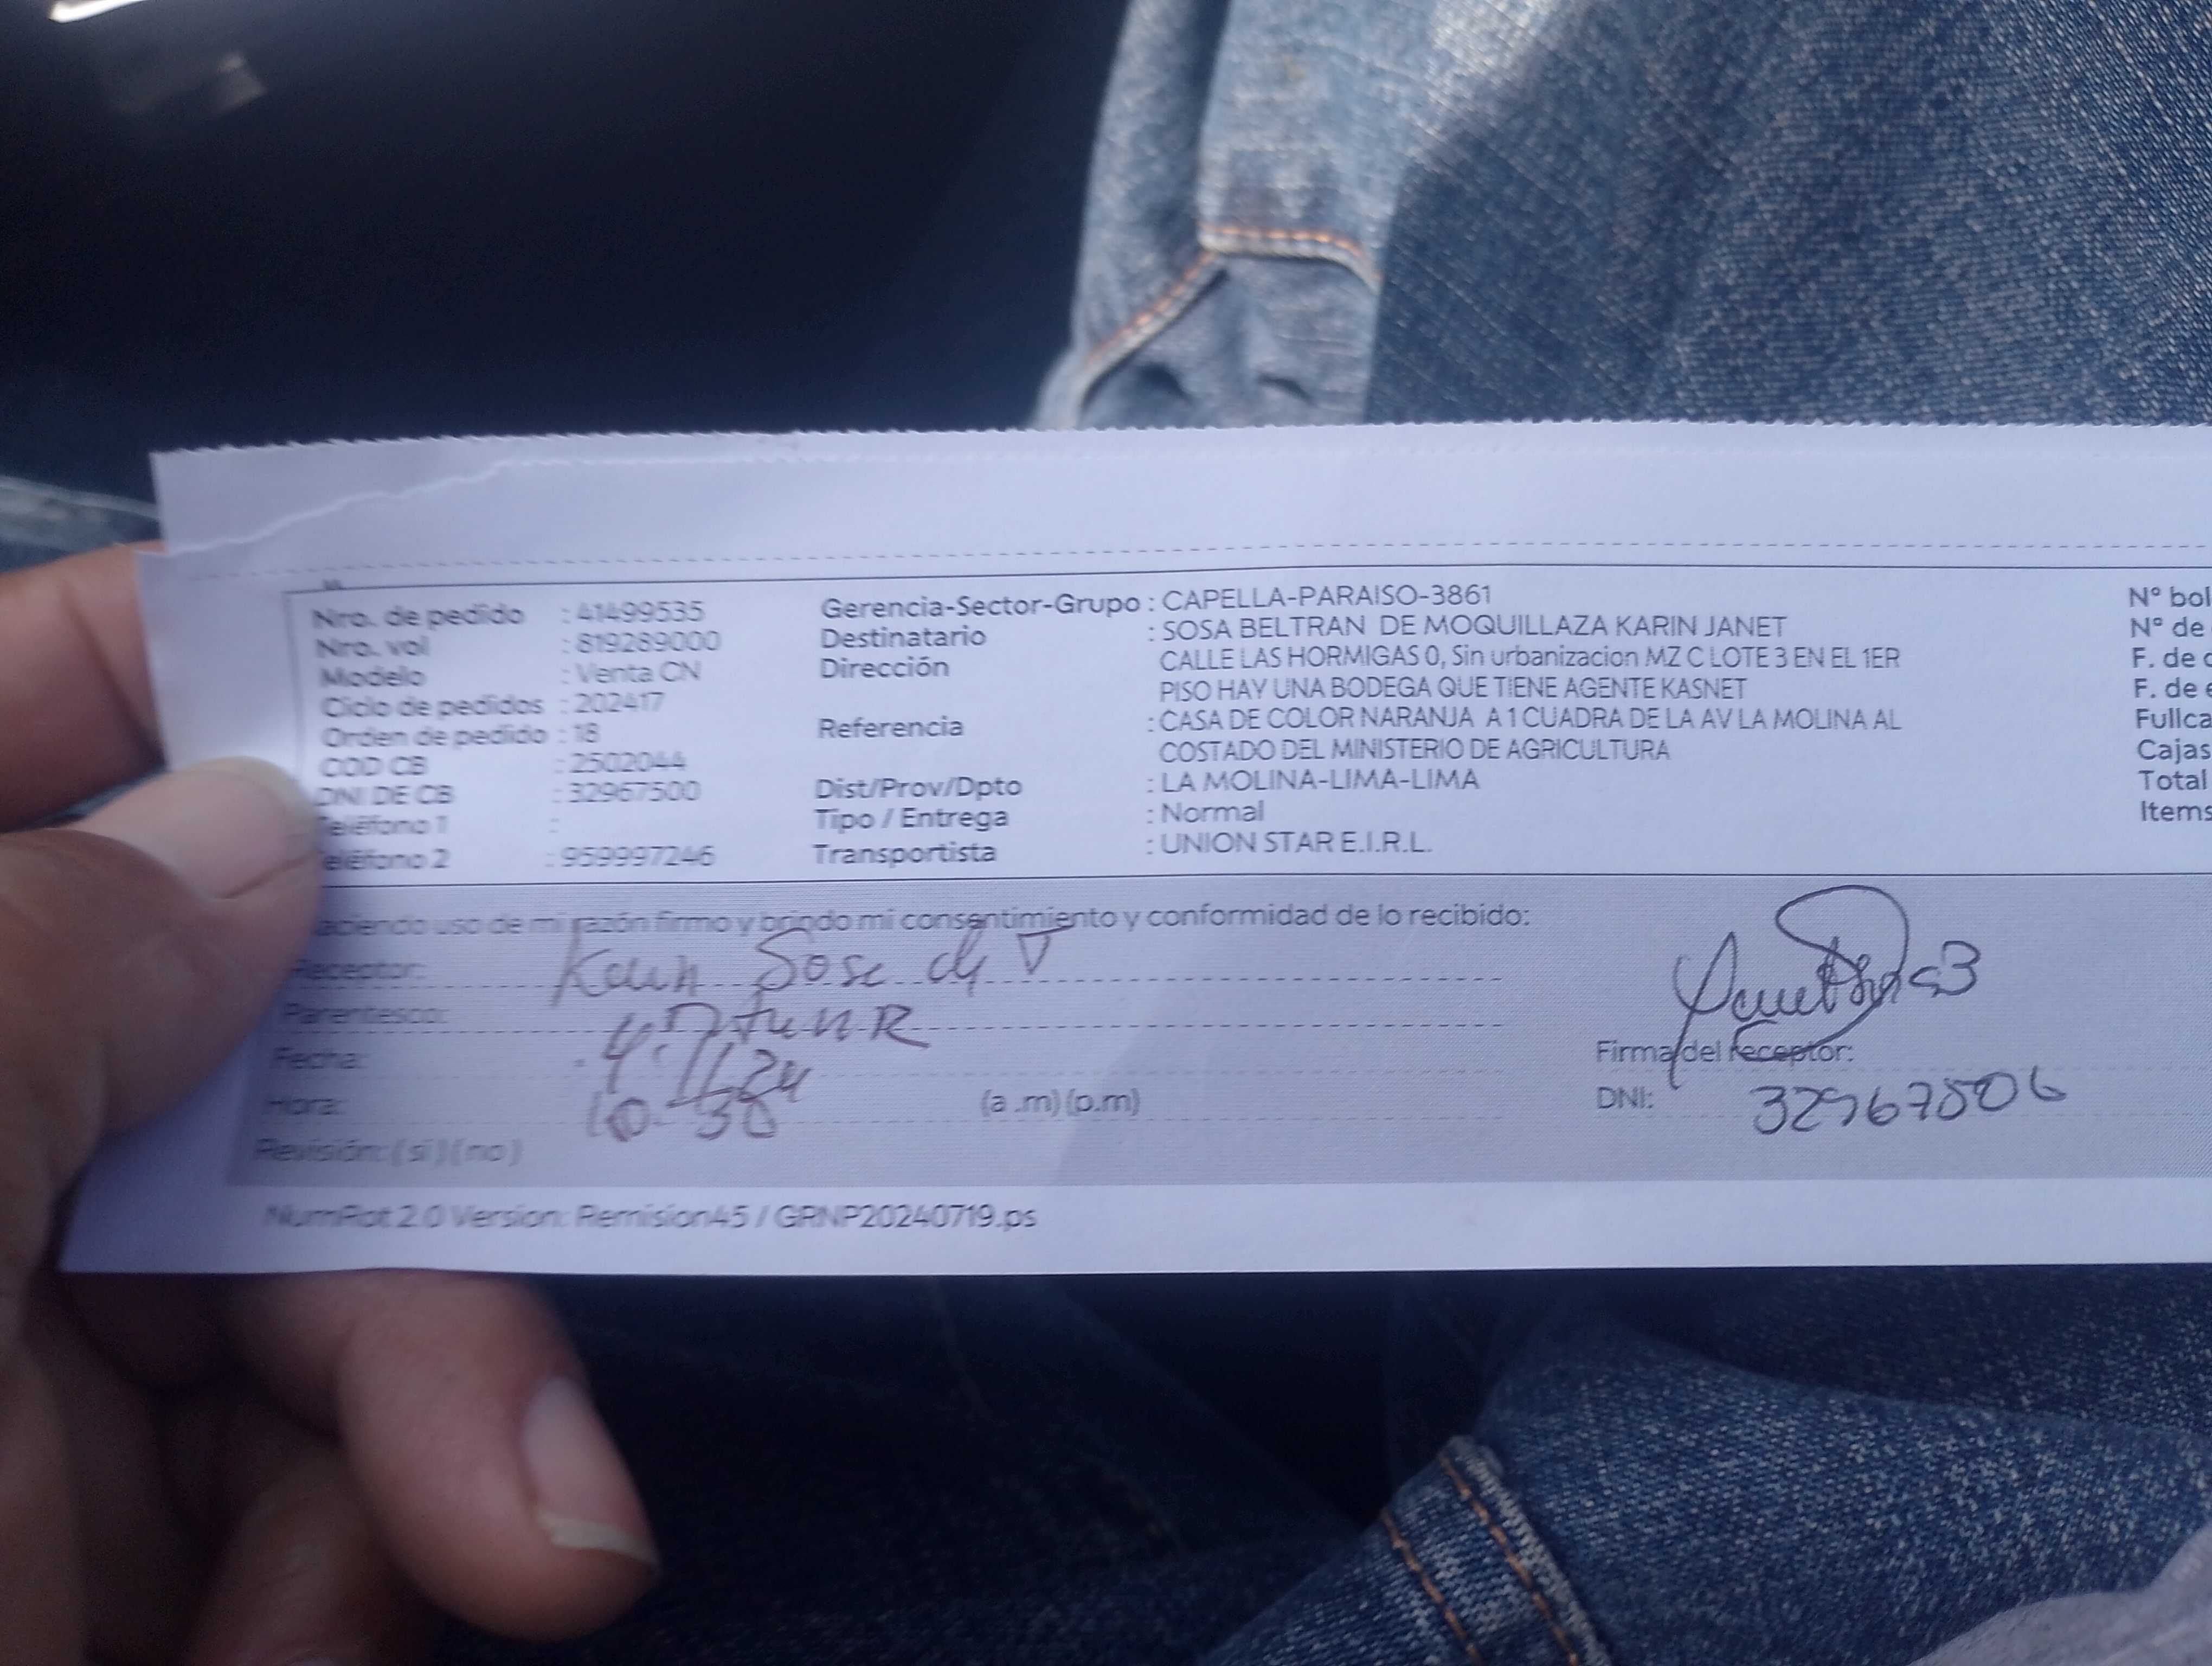 Nro. de pedido : 41499535
Nro. vol : 819289000
Modelo : Venta CN
Ciclo de pedidos : 202417
Orden de pedido : 18
COD CB : 2502044
DNI DE CB : 32967500
eléfono 1 :
eléfono 2 : 959997246
Gerencia-Sector-Grupo : CAPELLA-PARAISO-3861
Destinatario : SOSA BELTRAN DE MOQUILLAZA KARIN JANET
Dirección CALLE LAS HORMIGAS 0, Sin urbanizacion MZ C LOTE 3 EN EL 1ER
PISO HAY UNA BODEGA QUE TIENE AGENTE KASNET
Referencia : CASA DE COLOR NARANJA A 1 CUADRA DE LA AV LA MOLINA AL
COSTADO DEL MINISTERIO DE AGRICULTURA
Dist/Prov/Dpto : LA MOLINA-LIMA-LIMA
Tipo / Entrega : Normal
Transportista : UNION STAR E.I.R.L.
N° bol
N° de
F. de
F. de
Fullca
Cajas
Total
Items
aciendo uso de mi razón firmo y brindo mi consentimiento y conformidad de lo recibido:
Receptor:
Parentesco:
Fecha:
Hora: 10:30 (a .m) (p.m)
Revisión: ( si ) ( no )
Firma del receptor:
DNI: 32967506
NumRot 2.0 Version: Remision45 / GRNP20240719.ps